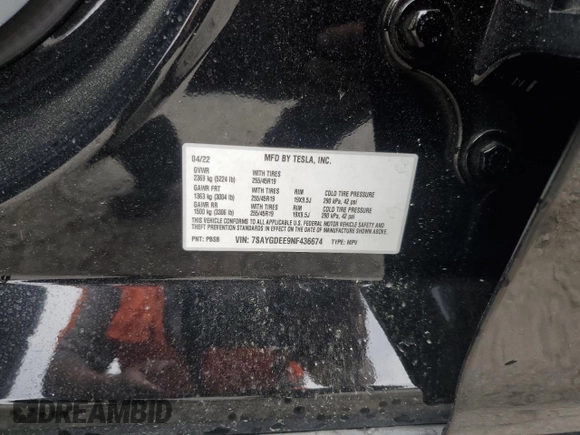 04/22 MFD BY TESLA, INC.
GVWR WITH TIRES
2369 kg (5224 lb) 255/45R19
GAWR FRT WITH TIRES RIM COLD TIRE PRESSURE
1363 kg (3004 lb) 255/45R19 19X9.5J 290 kPa, 42 psi
GAWR RR WITH TIRES RIM COLD TIRE PRESSURE
1500 kg (3306 lb) 255/45R19 19X9.5J 290 kPa, 42 psi
THIS VEHICLE CONFORMS TO ALL APPLICABLE U.S. FEDERAL MOTOR VEHICLE SAFETY AND
THEFT PREVENTION STANDARDS IN EFFECT ON THE DATE OF MANUFACTURE SHOWN ABOVE.
PNT: PBSB VIN: 7SAYGDEE9NF436674 TYPE: MPV
DREAMBID